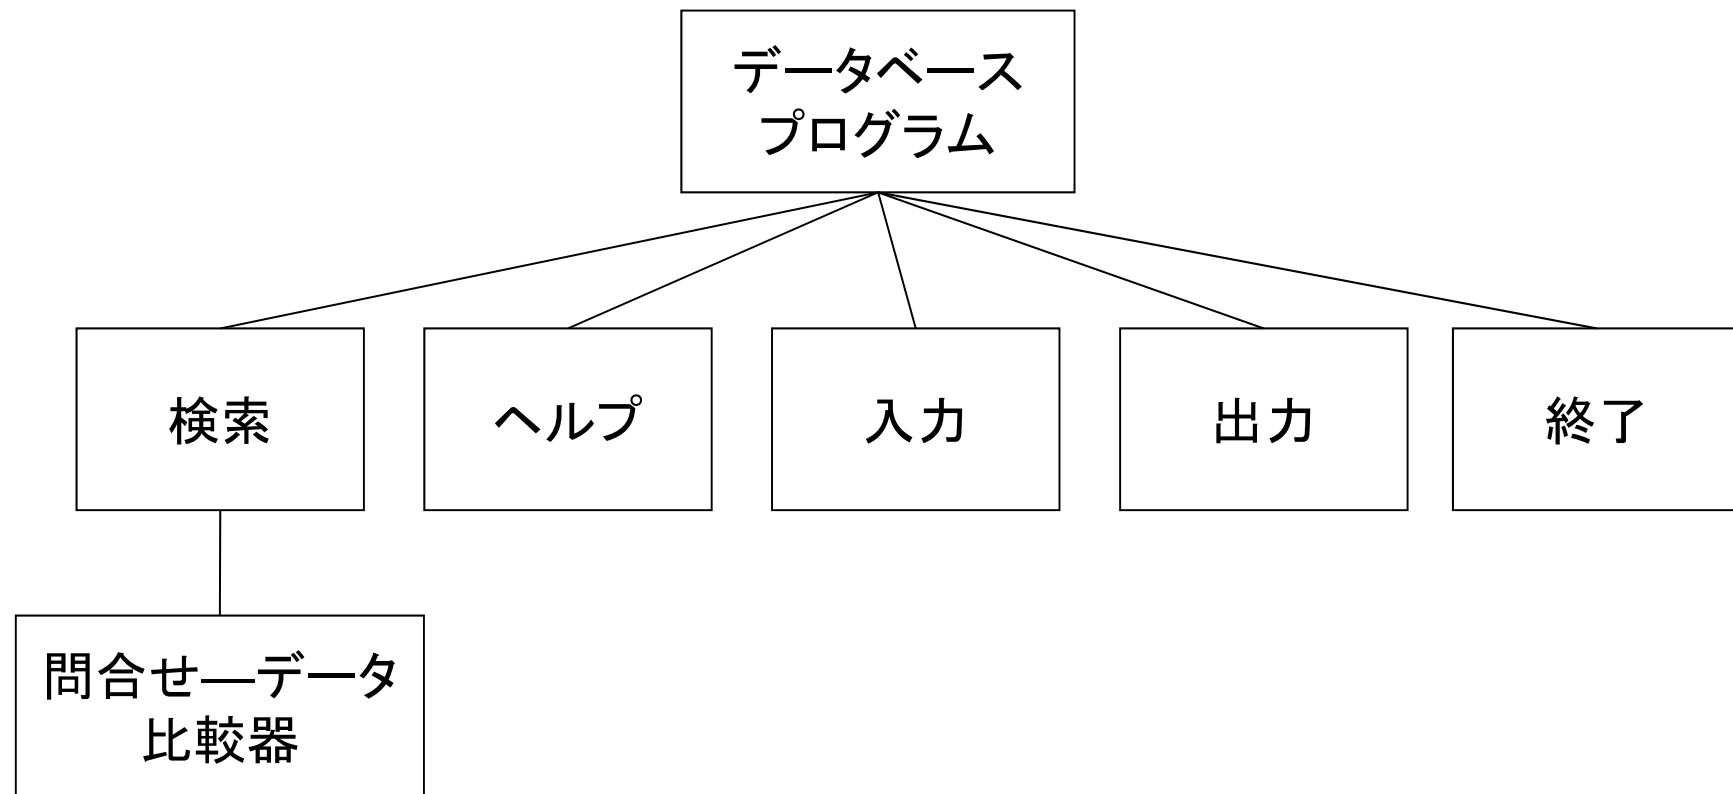 データベース
プログラム
検索
ヘルプ
入力
出力
終了
問合せ―データ
比較器